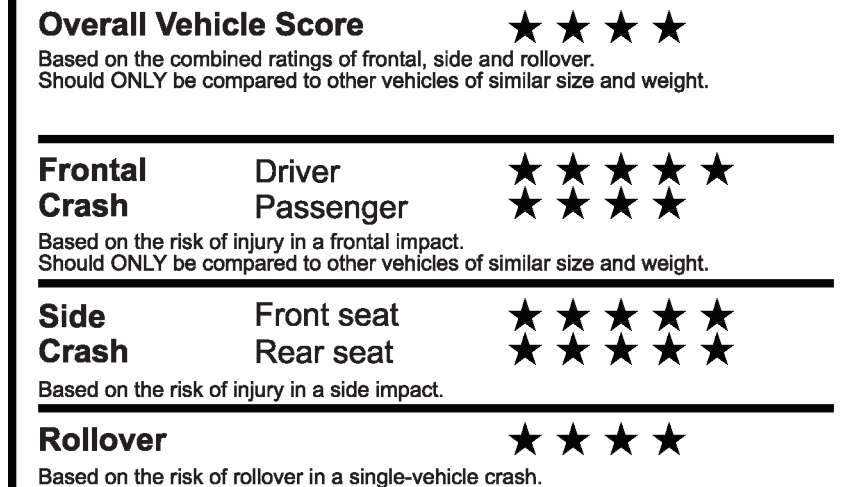 Overall Vehicle Score ★ ★ ★ ★
Based on the combined ratings of frontal, side and rollover.
Should ONLY be compared to other vehicles of similar size and weight.
Frontal Driver ★ ★ ★ ★ ★
Crash Passenger ★ ★ ★ ★
Based on the risk of injury in a frontal impact.
Should ONLY be compared to other vehicles of similar size and weight.
Side Front seat ★ ★ ★ ★ ★
Crash Rear seat ★ ★ ★ ★ ★
Based on the risk of injury in a side impact.
Rollover ★ ★ ★ ★
Based on the risk of rollover in a single-vehicle crash.